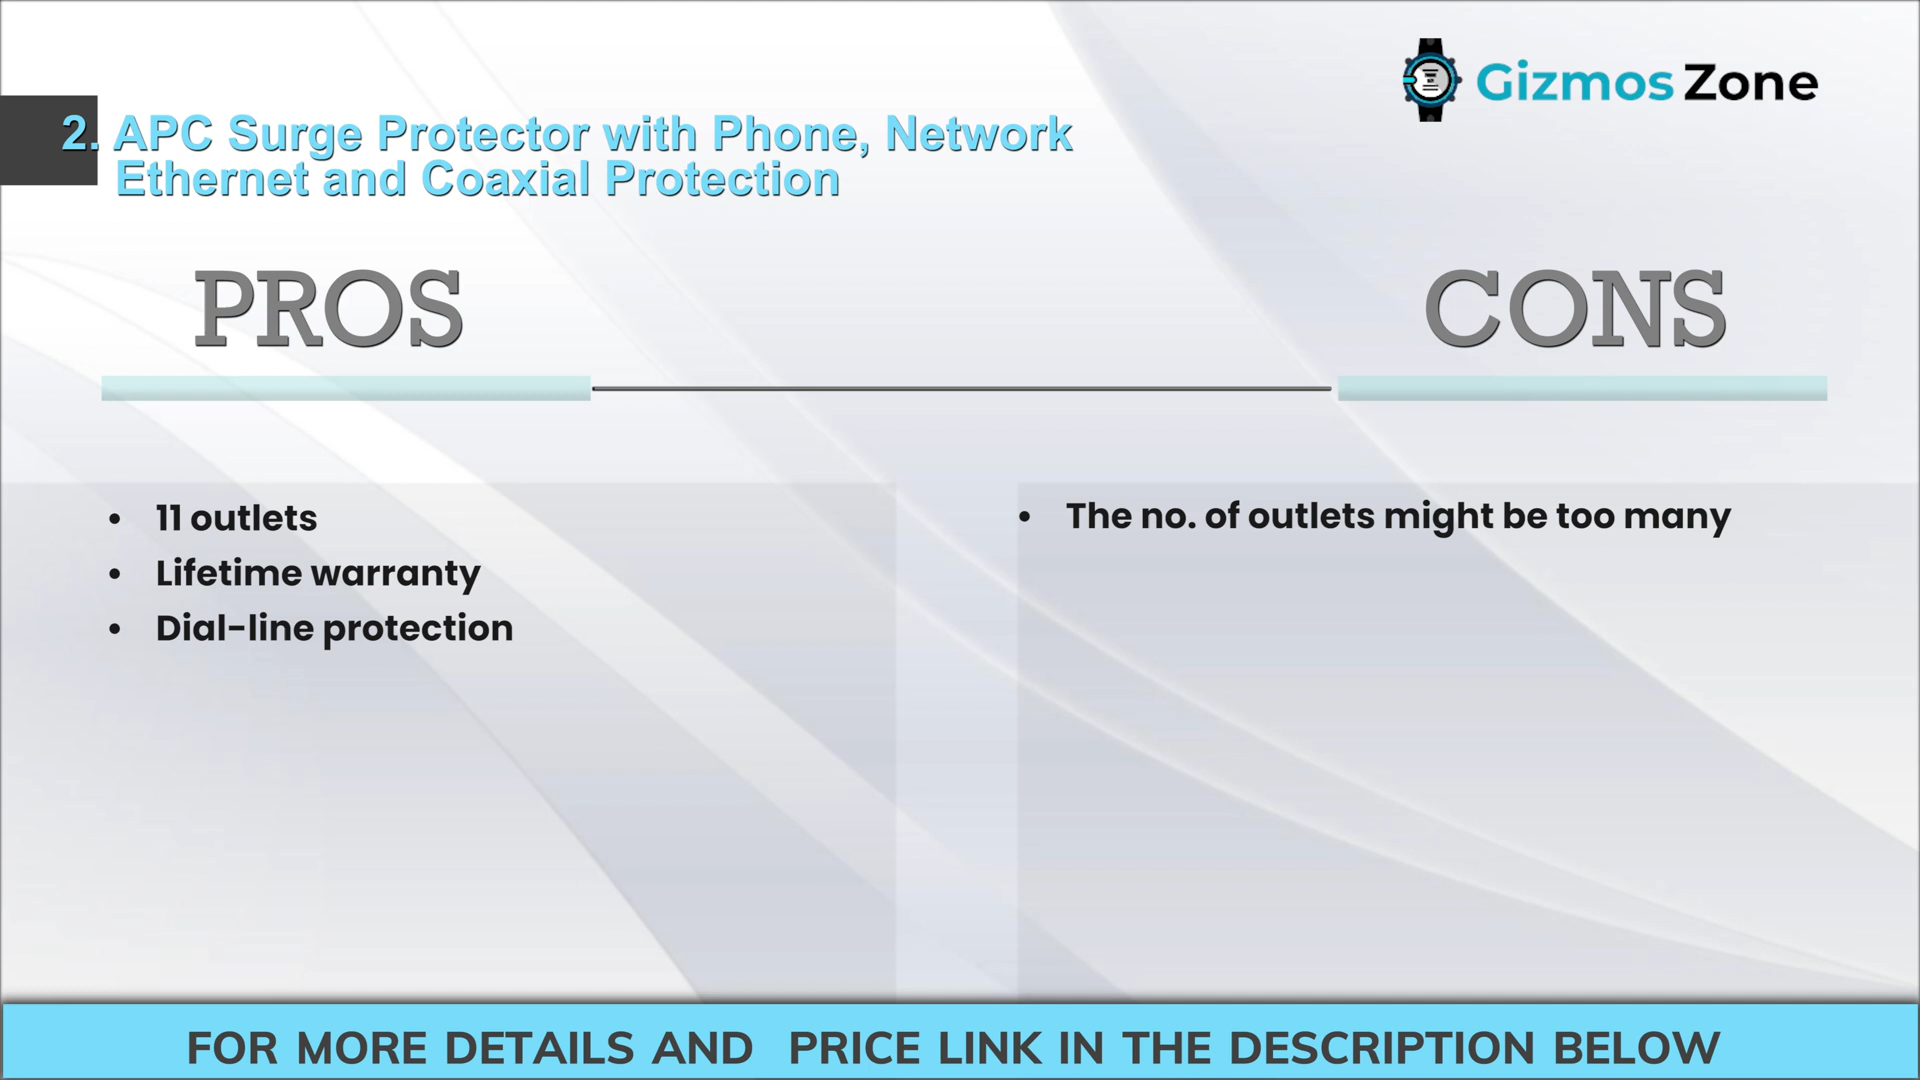 Gizmos Zone
2. APC Surge Protector with Phone, Network
Ethernet and Coaxial Protection
PROS
CONS
• 11 outlets
• Lifetime warranty
• Dial-line protection
• The no. of outlets might be too many
FOR MORE DETAILS AND PRICE LINK IN THE DESCRIPTION BELOW